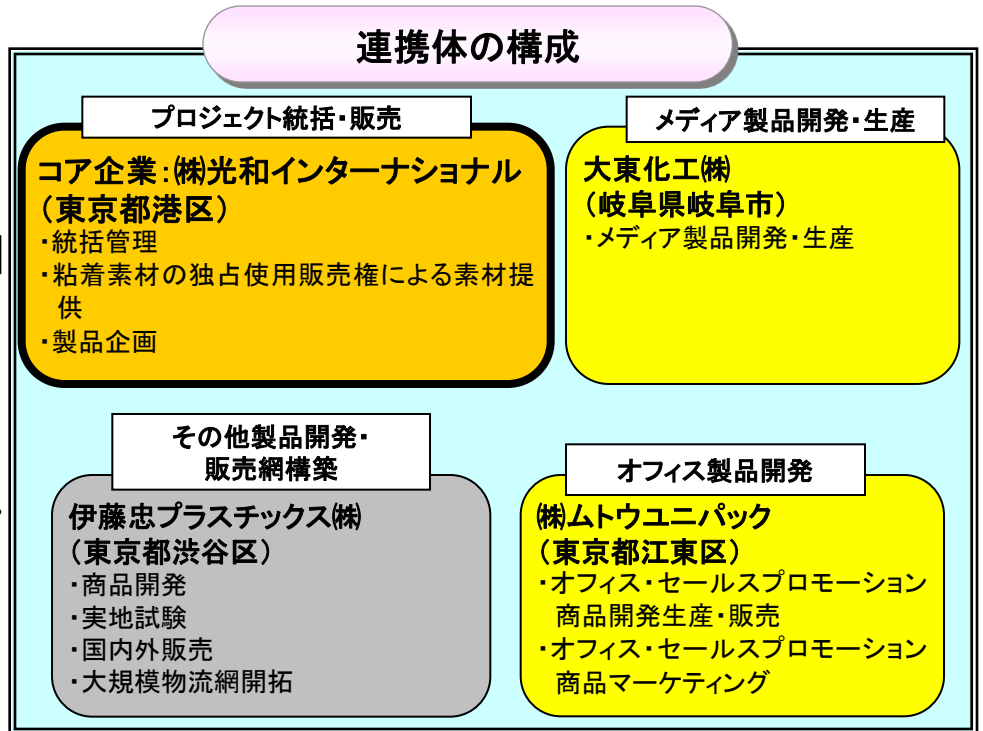 連携体の構成
プロジェクト統括・販売
コア企業：㈱光和インターナショナル
（東京都港区）
・統括管理
・粘着素材の独占使用販売権による素材提
供
・製品企画
メディア製品開発・生産
大東化工㈱
（岐阜県岐阜市）
・メディア製品開発・生産
その他製品開発・
販売網構築
伊藤忠プラスチックス㈱
（東京都渋谷区）
・商品開発
・実地試験
・国内外販売
・大規模物流網開拓
オフィス製品開発
㈱ムトウユニパック
（東京都江東区）
・オフィス・セールスプロモーション
商品開発生産・販売
・オフィス・セールスプロモーション
商品マーケティング